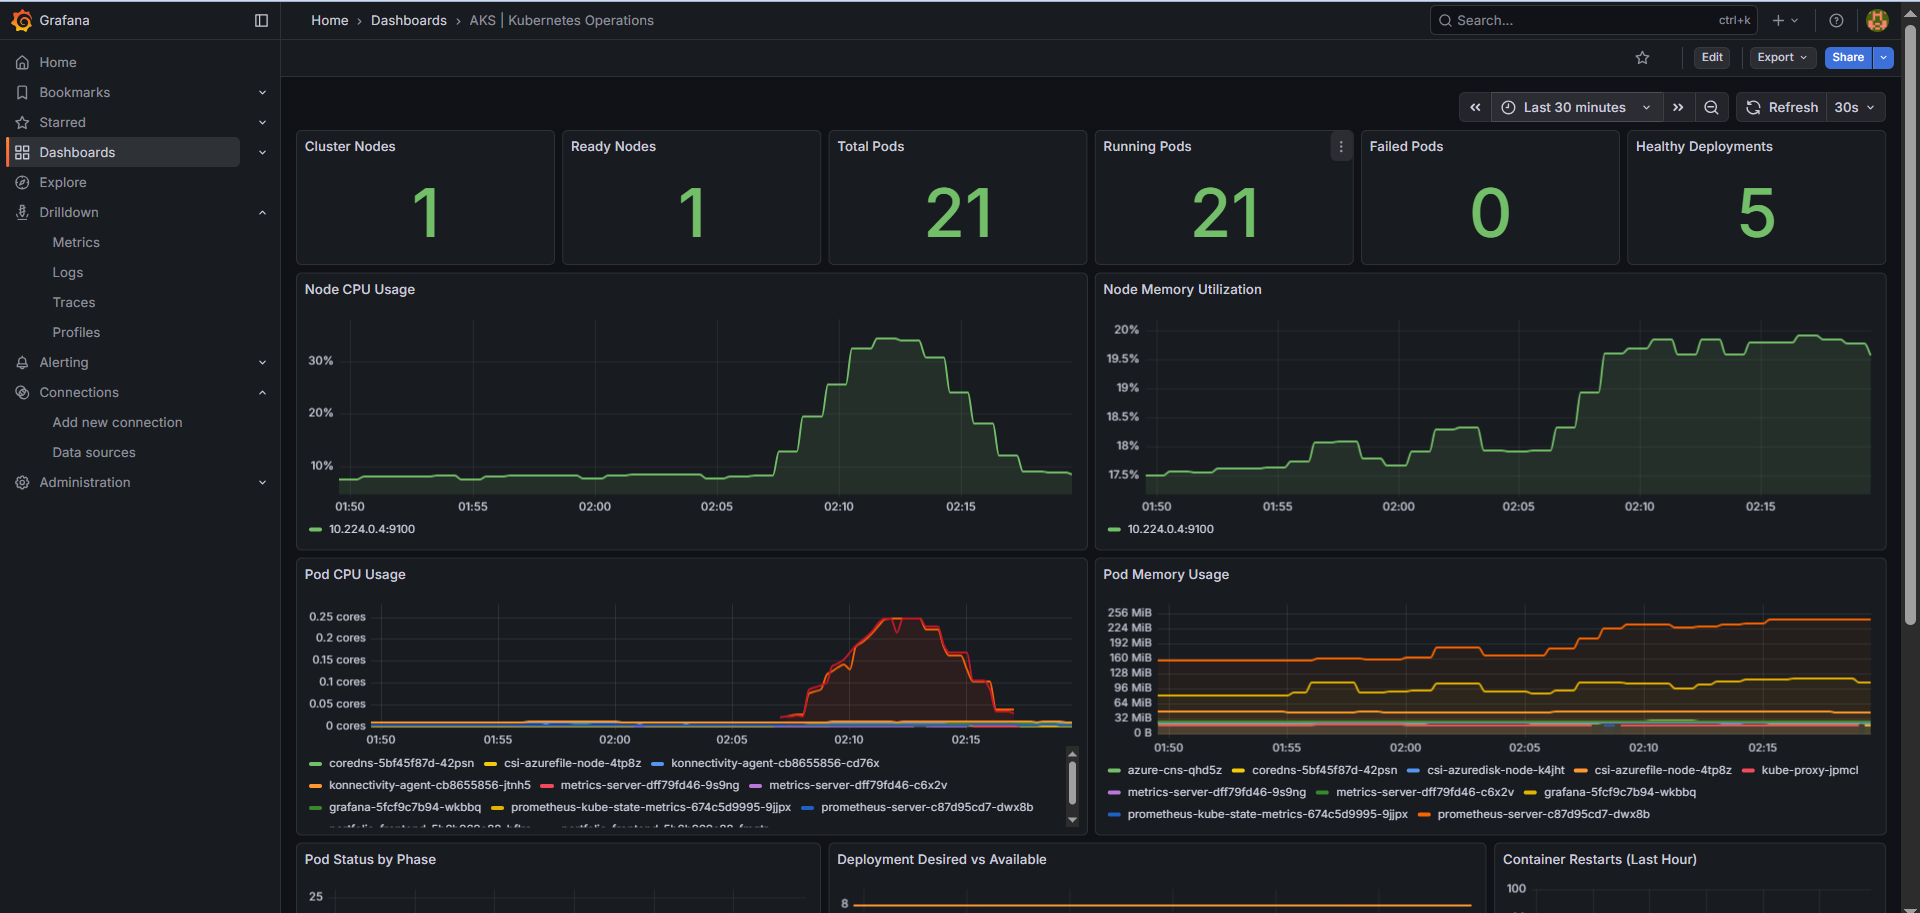 Grafana
Home › Dashboards › AKS | Kubernetes Operations
Search... ctrl+k
Edit Export Share
Home
Bookmarks
Starred
Dashboards
Explore
Drilldown
Metrics
Logs
Traces
Profiles
Alerting
Connections
Add new connection
Data sources
Administration
Last 30 minutes Refresh 30s
Cluster Nodes
1
Ready Nodes
1
Total Pods
21
Running Pods
21
Failed Pods
0
Healthy Deployments
5
Node CPU Usage
30%
20%
10%
01:50 01:55 02:00 02:05 02:10 02:15
10.224.0.4:9100
Node Memory Utilization
20%
19.5%
19%
18.5%
18%
17.5%
01:50 01:55 02:00 02:05 02:10 02:15
10.224.0.4:9100
Pod CPU Usage
0.25 cores
0.2 cores
0.15 cores
0.1 cores
0.05 cores
0 cores
01:50 01:55 02:00 02:05 02:10 02:15
coredns-5bf45f87d-42psn csi-azurefile-node-4tp8z konnectivity-agent-cb8655856-cd76x
konnectivity-agent-cb8655856-jtnh5 metrics-server-dff79fd46-9s9ng metrics-server-dff79fd46-c6x2v
grafana-5fcf9c7b94-wkbbq prometheus-kube-state-metrics-674c5d9995-9jjpx prometheus-server-c87d95cd7-dwx8b
Pod Memory Usage
256 MiB
224 MiB
192 MiB
160 MiB
128 MiB
96 MiB
64 MiB
32 MiB
0 B
01:50 01:55 02:00 02:05 02:10 02:15
azure-cns-qhd5z coredns-5bf45f87d-42psn csi-azuredisk-node-k4jht csi-azurefile-node-4tp8z kube-proxy-jpmcl
metrics-server-dff79fd46-9s9ng metrics-server-dff79fd46-c6x2v grafana-5fcf9c7b94-wkbbq
prometheus-kube-state-metrics-674c5d9995-9jjpx prometheus-server-c87d95cd7-dwx8b
Pod Status by Phase
25
Deployment Desired vs Available
8
Container Restarts (Last Hour)
100